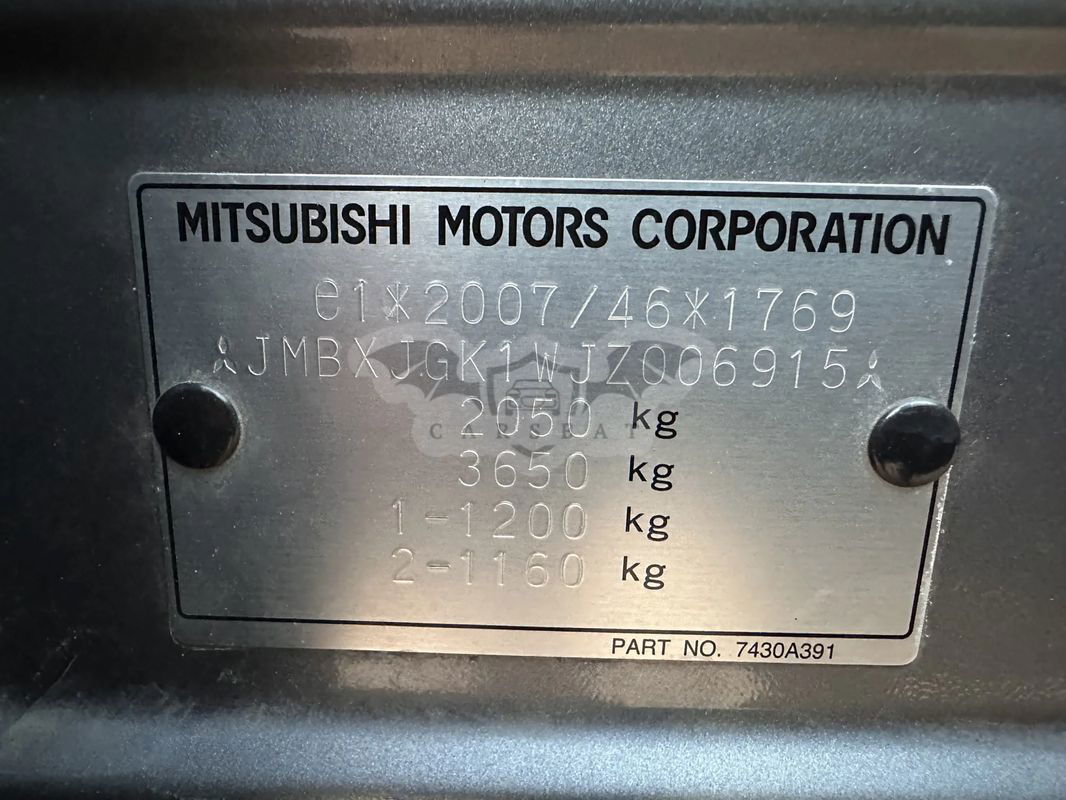 MITSUBISHI MOTORS CORPORATION
e1*2007/46*1769
JMBXJGK1WJZ006915
2050 kg
CARSEAT
3650 kg
1-1200 kg
2-1160 kg
PART NO. 7430A391